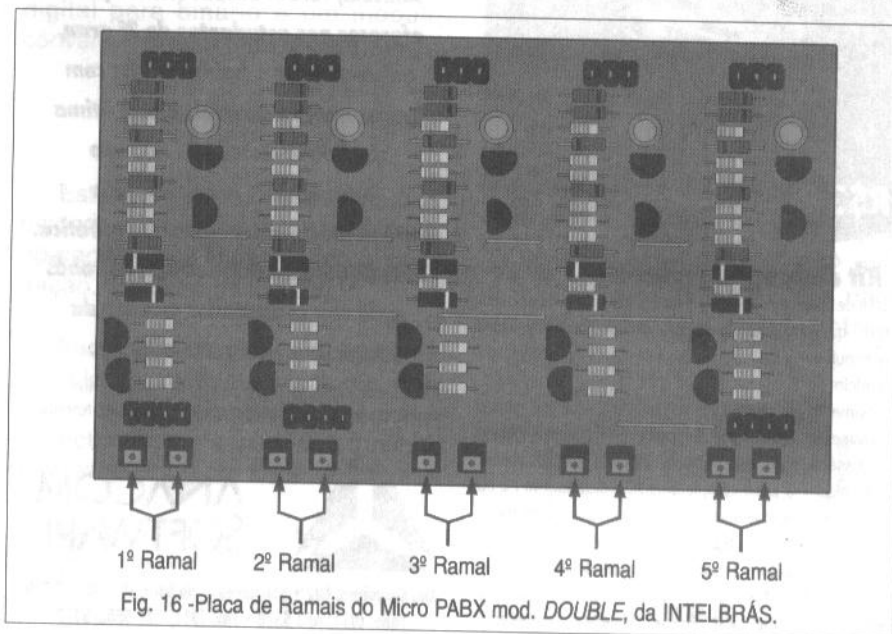 1º Ramal
2º Ramal
3º Ramal
4º Ramal
5º Ramal
Fig. 16 -Placa de Ramais do Micro PABX mod. DOUBLE, da INTELBRÁS.